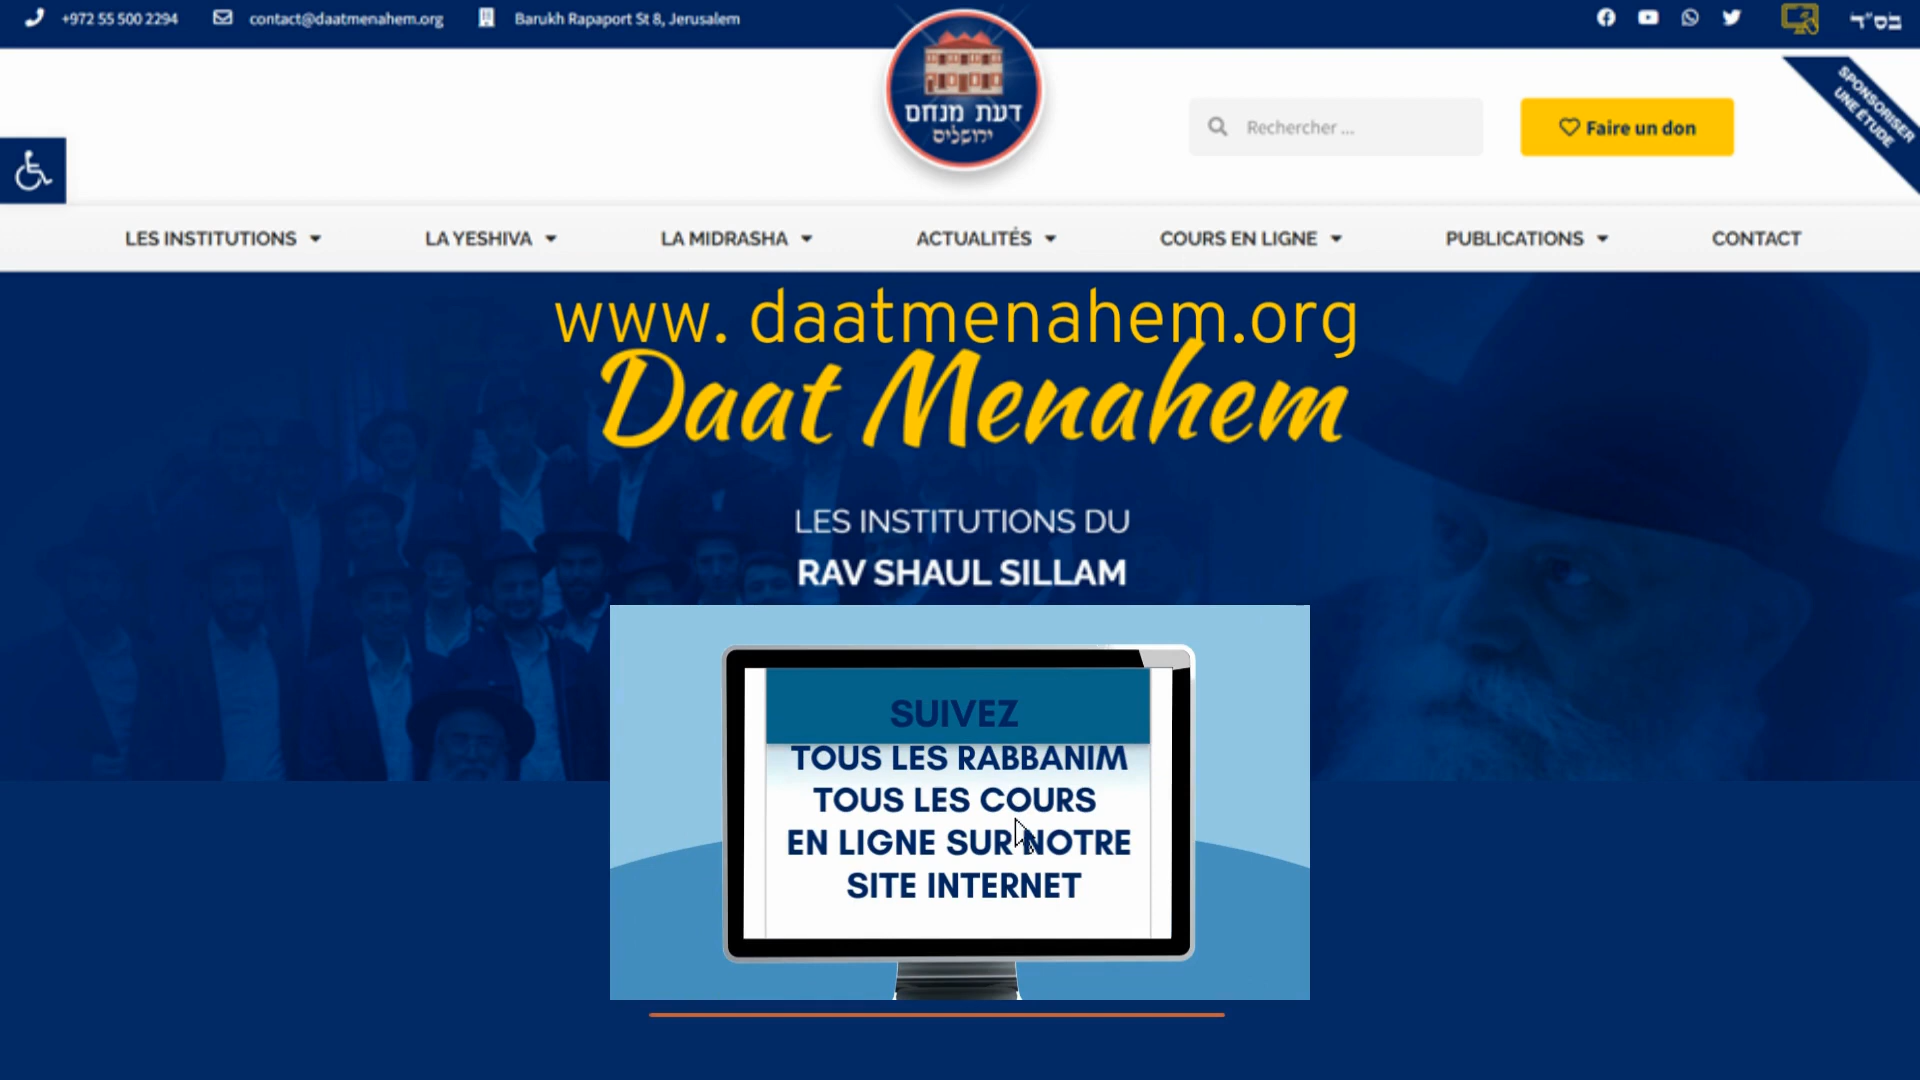 +972 55 500 2294 contact@daatmenahem.org Barukh Rapaport St 8, Jerusalem
בס"ד
דעת מנחם
ירושלים
Rechercher ...
Faire un don
SPONSORISER
UNE ÉTUDE
LES INSTITUTIONS LA YESHIVA LA MIDRASHA ACTUALITÉS COURS EN LIGNE PUBLICATIONS CONTACT
www. daatmenahem.org
Daat Menahem
LES INSTITUTIONS DU
RAV SHAUL SILLAM
SUIVEZ
TOUS LES RABBANIM
TOUS LES COURS
EN LIGNE SUR NOTRE
SITE INTERNET